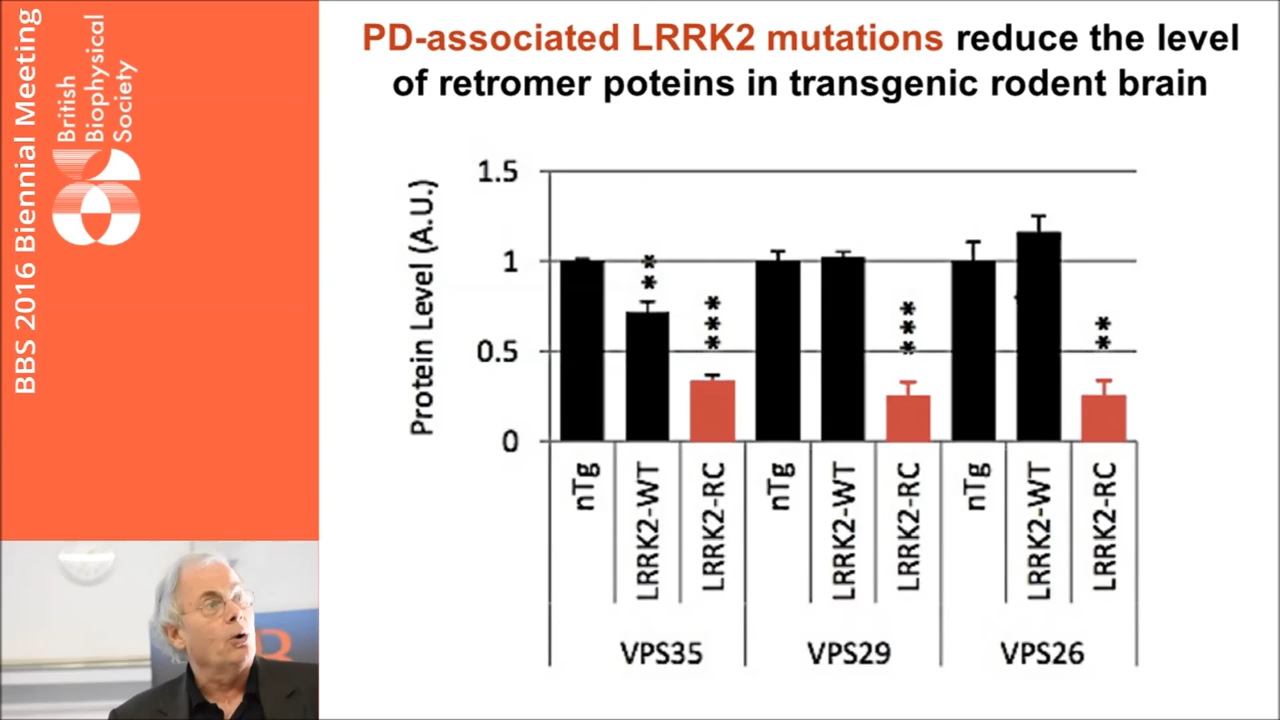 BBS 2016 Biennial Meeting
British
Biophysical
Society
PD-associated LRRK2 mutations reduce the level
of retromer poteins in transgenic rodent brain
Protein Level (A.U.)
1.5
1
0.5
0
**
***
***
**
nTg
LRRK2-WT
LRRK2-RC
nTg
LRRK2-WT
LRRK2-RC
nTg
LRRK2-WT
LRRK2-RC
VPS35
VPS29
VPS26